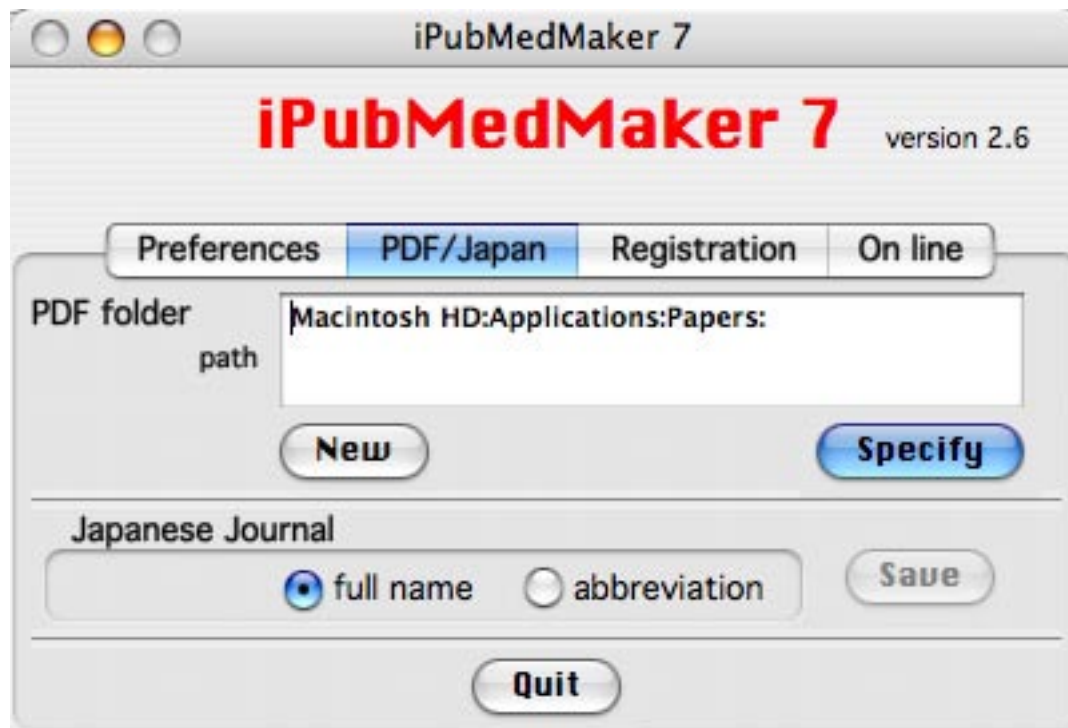 iPubMedMaker 7
iPubMedMaker 7 version 2.6
Preferences PDF/Japan Registration On line
PDF folder Macintosh HD:Applications:Papers:
path
New Specify
Japanese Journal
full name abbreviation Save
Quit